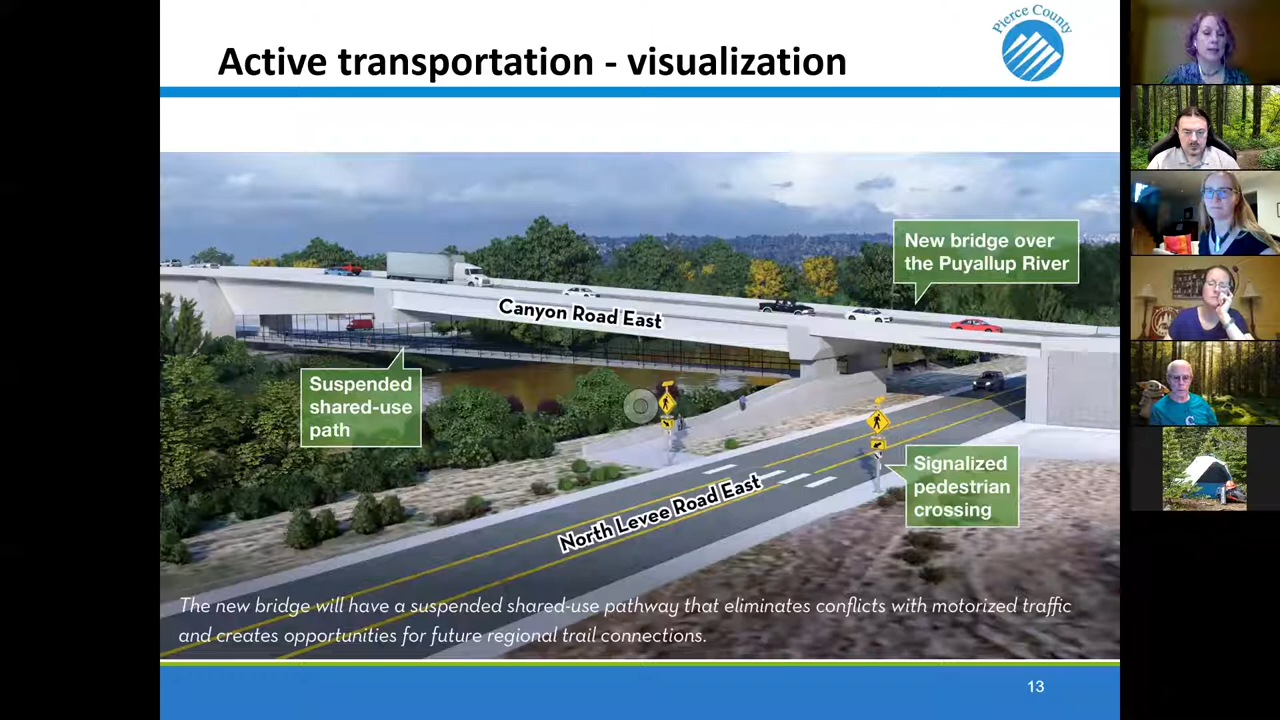 Active transportation - visualization
Pierce County
New bridge over
the Puyallup River
Canyon Road East
Suspended
shared-use
path
Signalized
pedestrian
crossing
North Levee Road East
The new bridge will have a suspended shared-use pathway that eliminates conflicts with motorized traffic
and creates opportunities for future regional trail connections.
13